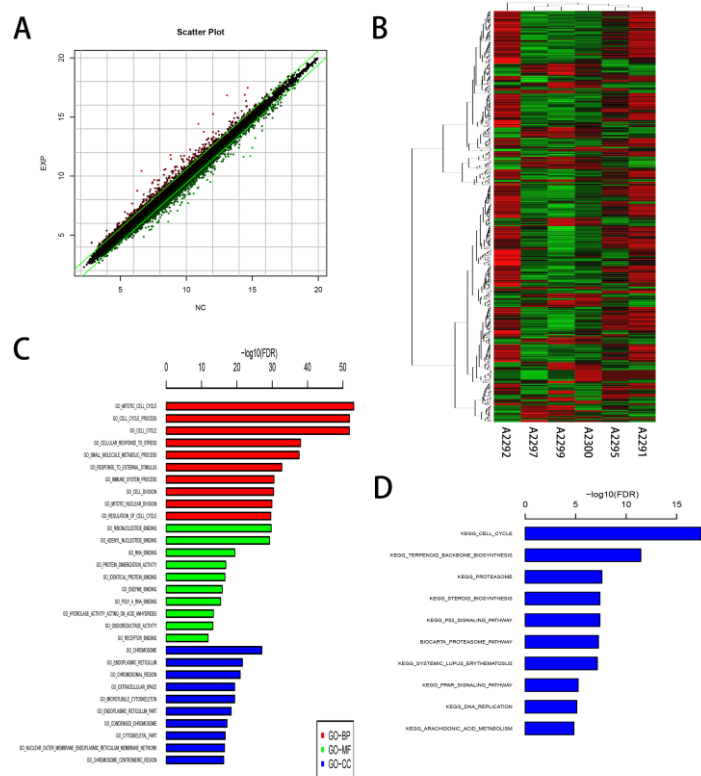 A
Scatter Plot
20
15
10
5
EXP
5
10
15
20
NC
B
A2292
A2297
A2299
A2300
A2295
A2291
C
-log10(FDR)
0
10
20
30
40
50
GO_MITOTIC_CELL_CYCLE
GO_CELL_CYCLE_PROCESS
GO_CELL_CYCLE
GO_CELLULAR_RESPONSE_TO_STRESS
GO_SMALL_MOLECULE_METABOLIC_PROCESS
GO_RESPONSE_TO_EXTERNAL_STIMULUS
GO_IMMUNE_SYSTEM_PROCESS
GO_CELL_DIVISION
GO_MITOTIC_NUCLEAR_DIVISION
GO_REGULATION_OF_CELL_CYCLE
GO_RIBONUCLEOTIDE_BINDING
GO_ADENYL_NUCLEOTIDE_BINDING
GO_RNA_BINDING
GO_PROTEIN_DIMERIZATION_ACTIVITY
GO_IDENTICAL_PROTEIN_BINDING
GO_ENZYME_BINDING
GO_POLY_A_RNA_BINDING
GO_HYDROLASE_ACTIVITY_ACTING_ON_ACID_ANHYDRIDES
GO_OXIDOREDUCTASE_ACTIVITY
GO_RECEPTOR_BINDING
GO_CHROMOSOME
GO_ENDOPLASMIC_RETICULUM
GO_CHROMOSOMAL_REGION
GO_EXTRACELLULAR_SPACE
GO_MICROTUBULE_CYTOSKELETON
GO_ENDOPLASMIC_RETICULUM_PART
GO_CONDENSED_CHROMOSOME
GO_CYTOSKELETAL_PART
GO_NUCLEAR_OUTER_MEMBRANE_ENDOPLASMIC_RETICULUM_MEMBRANE_NETWORK
GO_CHROMOSOME_CENTROMERIC_REGION
GO-BP
GO-MF
GO-CC
D
-log10(FDR)
0
5
10
15
KEGG_CELL_CYCLE
KEGG_TERPENOID_BACKBONE_BIOSYNTHESIS
KEGG_PROTEASOME
KEGG_STEROID_BIOSYNTHESIS
KEGG_P53_SIGNALING_PATHWAY
BIOCARTA_PROTEASOME_PATHWAY
KEGG_SYSTEMIC_LUPUS_ERYTHEMATOSUS
KEGG_PPAR_SIGNALING_PATHWAY
KEGG_DNA_REPLICATION
KEGG_ARACHIDONIC_ACID_METABOLISM